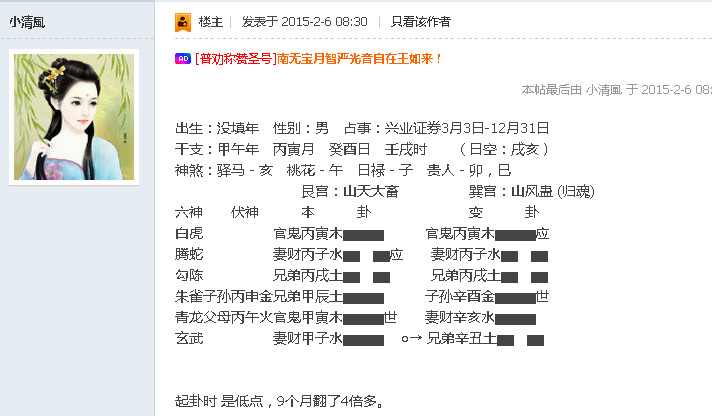 小清風
楼主 | 发表于 2015-2-6 08:30 | 只看该作者
AD [普劝称赞圣号]南无宝月智严光音自在王如来！
本帖最后由 小清風 于 2015-2-6 08:
出生：没填年 性别：男 占事：兴业证券3月3日-12月31日
干支：甲午年 丙寅月 癸酉日 壬戌时 （日空：戌亥）
神煞：驿马－亥 桃花－午 日禄－子 贵人－卯，巳
艮宫：山天大畜 巽宫：山风蛊 (归魂)
六神 伏神 本 卦 变 卦
白虎 官鬼丙寅木 官鬼丙寅木 应
腾蛇 妻财丙子水 应 妻财丙子水
勾陈 兄弟丙戌土 兄弟丙戌土
朱雀 子孙丙申金 兄弟甲辰土 子孙辛酉金 世
青龙 父母丙午火 官鬼甲寅木 世 妻财辛亥水
玄武 妻财甲子水 o→ 兄弟辛丑土
起卦时 是低点，9个月翻了4倍多。